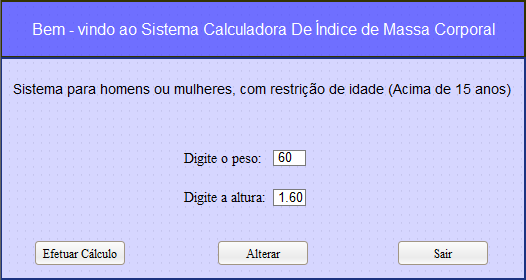 Bem - vindo ao Sistema Calculadora De Índice de Massa Corporal
Sistema para homens ou mulheres, com restrição de idade (Acima de 15 anos)
Digite o peso: 60
Digite a altura: 1.60
Efetuar Cálculo Alterar Sair